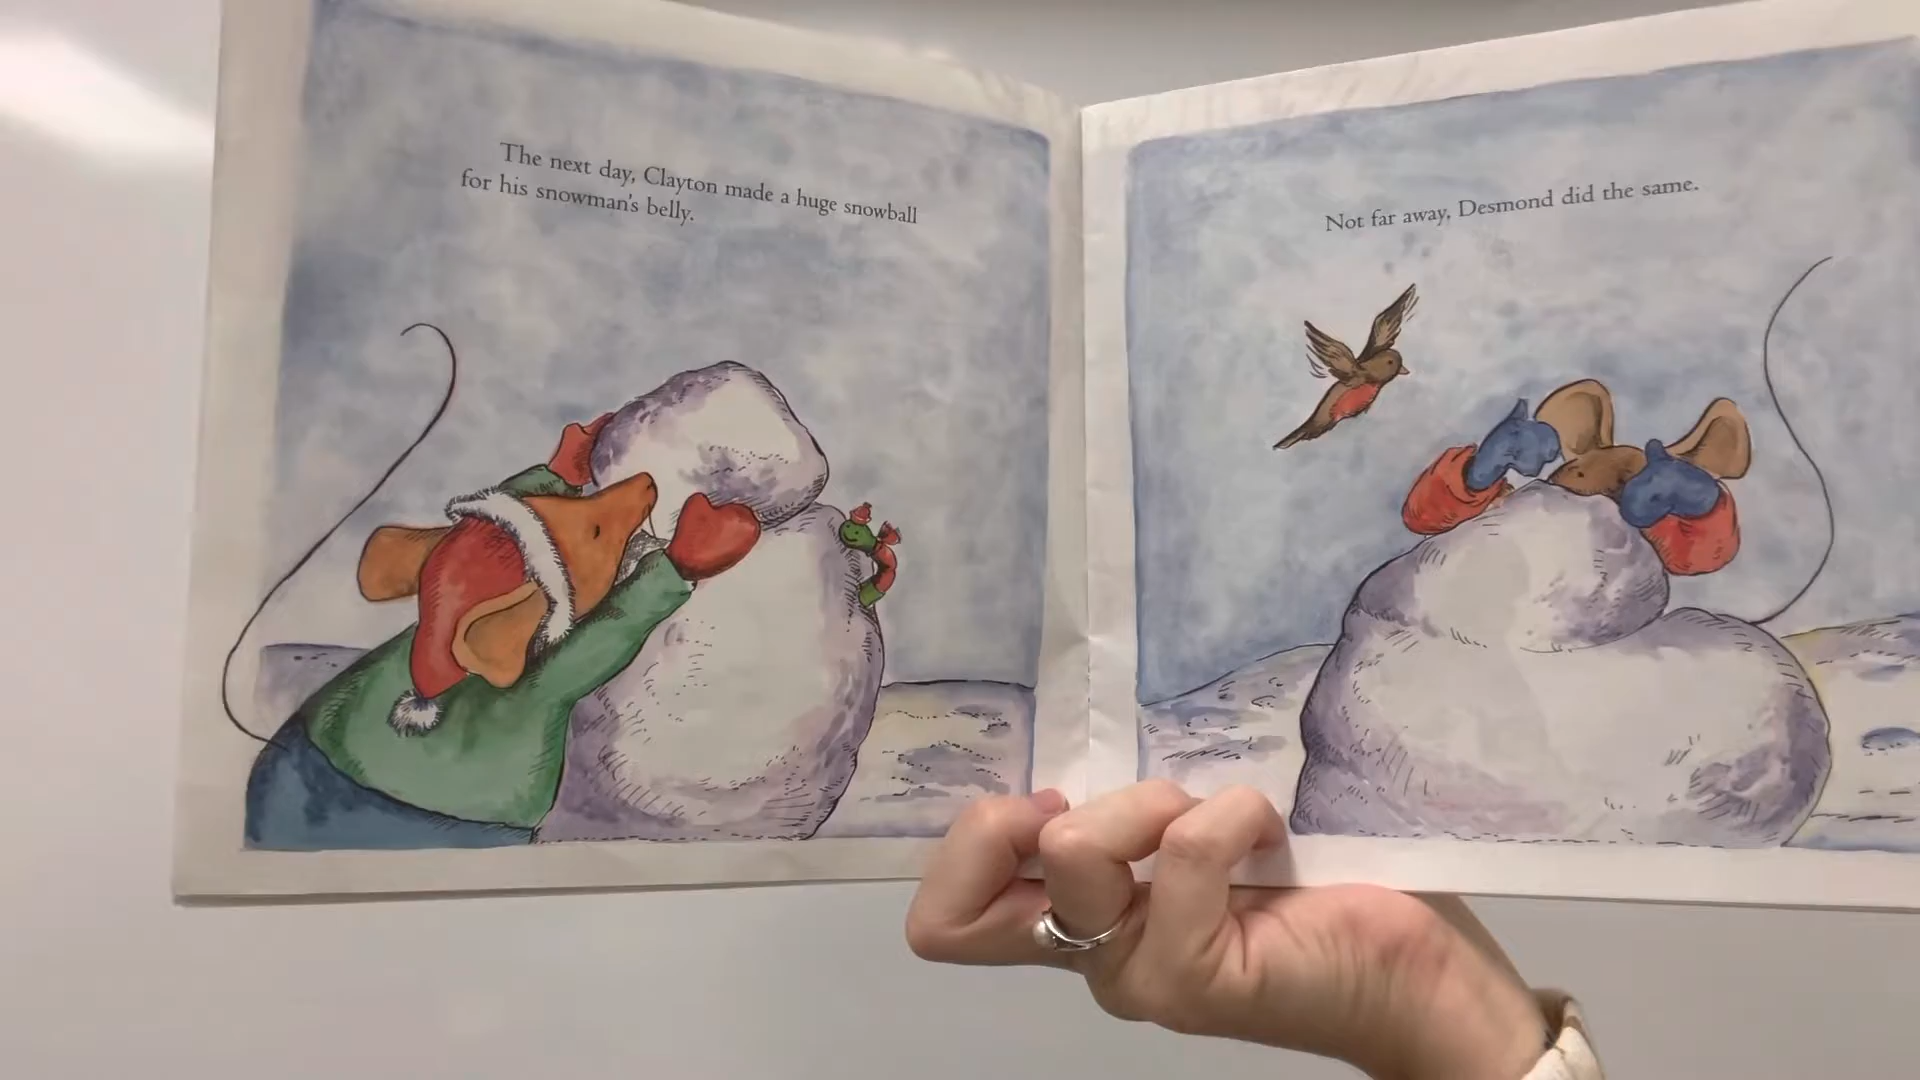 The next day, Clayton made a huge snowball
for his snowman's belly.
Not far away, Desmond did the same.